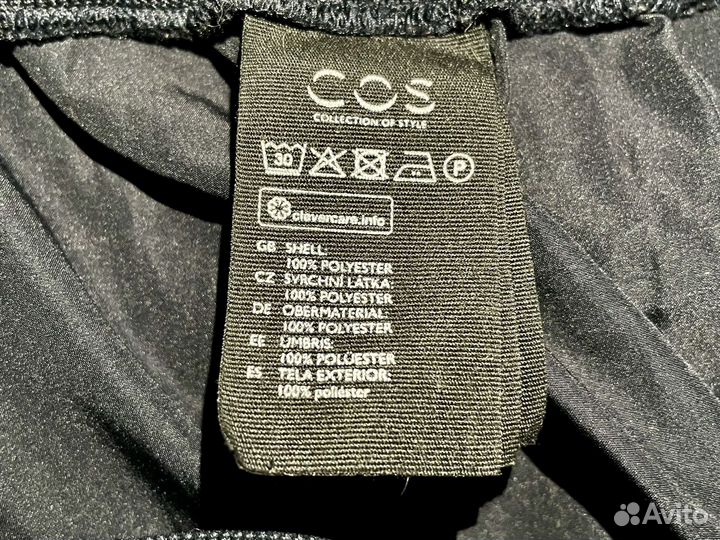 COS
COLLECTION OF STYLE
30 P
clevercare.info
GB SHELL:
100% POLYESTER
CZ SVRCHNÍ LÁTKA:
100% POLYESTER
DE OBERMATERIAL:
100% POLYESTER
EE ÜMBRIS:
100% POLÜESTER
ES TELA EXTERIOR:
100% poliéster
Avito